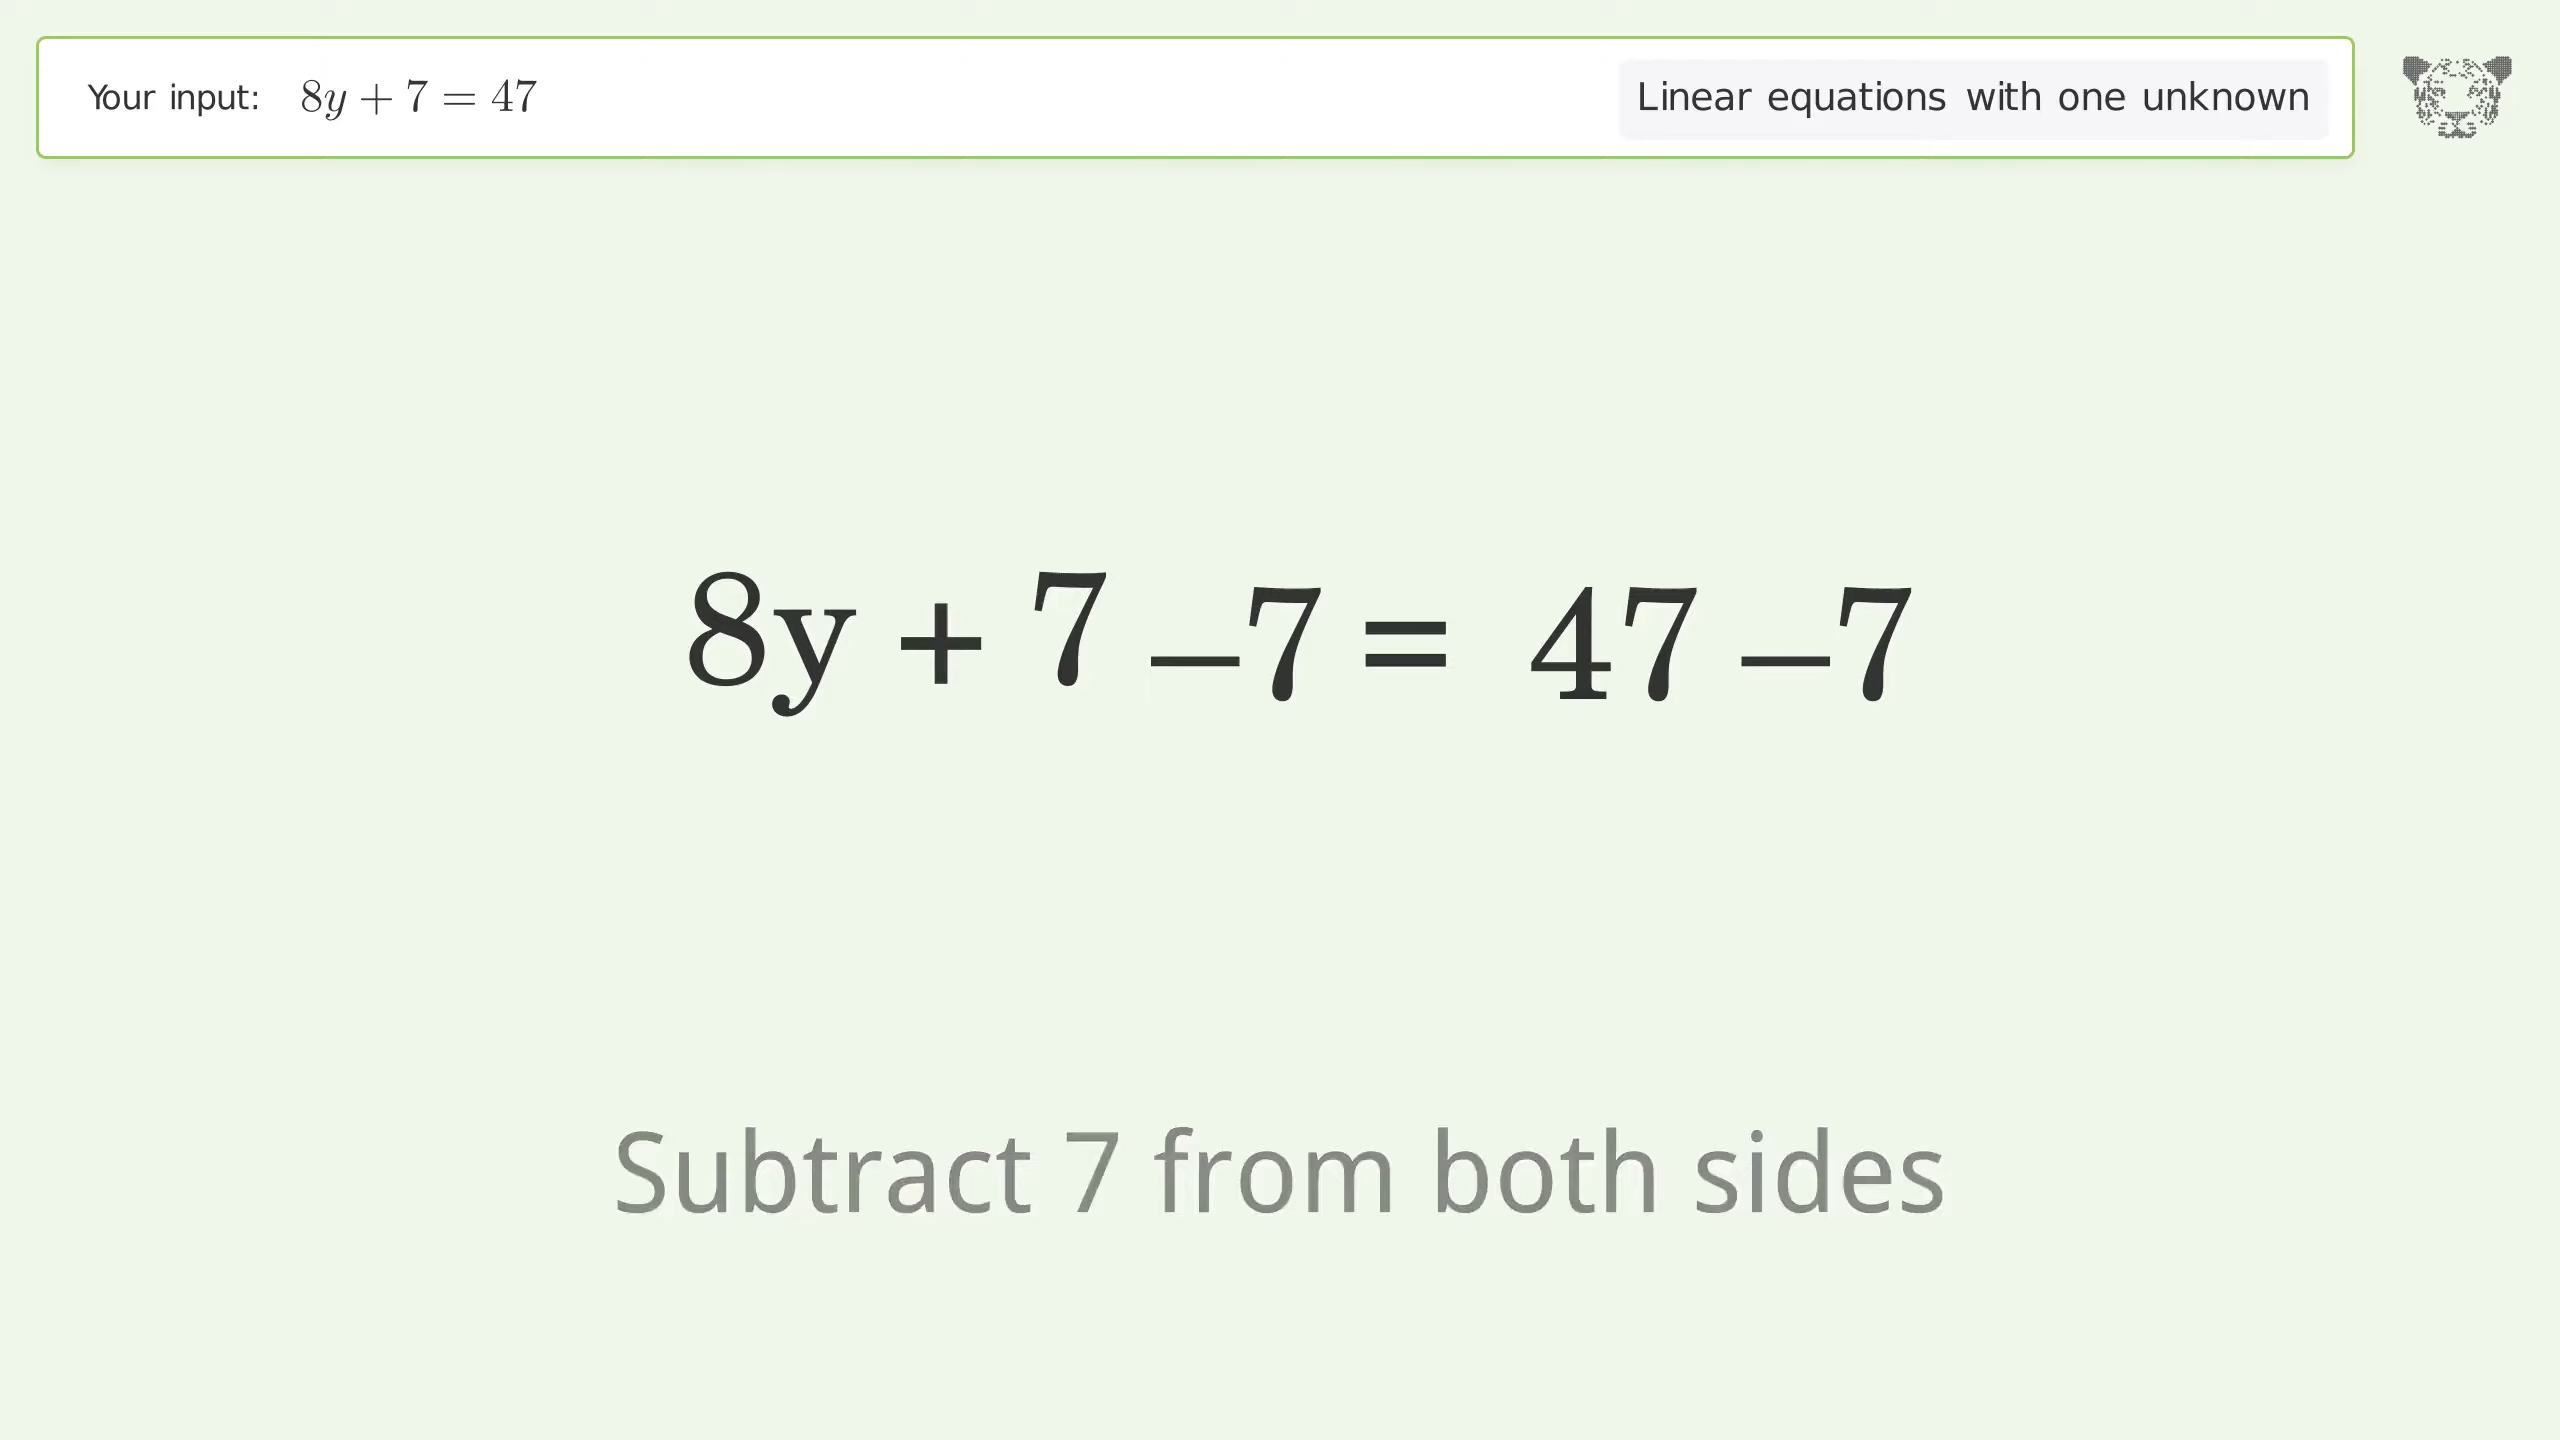 Your input: 8y + 7 = 47 Linear equations with one unknown
8y + 7 −7 = 47 −7
Subtract 7 from both sides